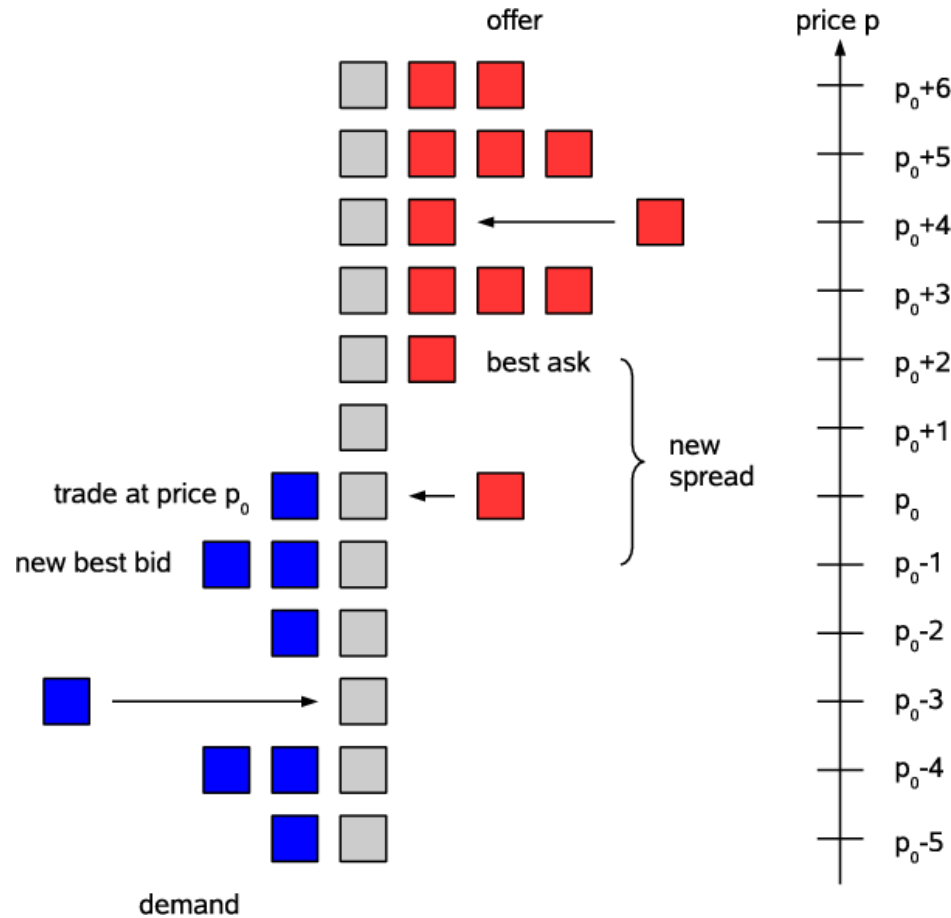 offer
price p
p₀+6
p₀+5
p₀+4
p₀+3
best ask
p₀+2
p₀+1
new
spread
trade at price p₀
p₀
new best bid
p₀-1
p₀-2
p₀-3
p₀-4
p₀-5
demand